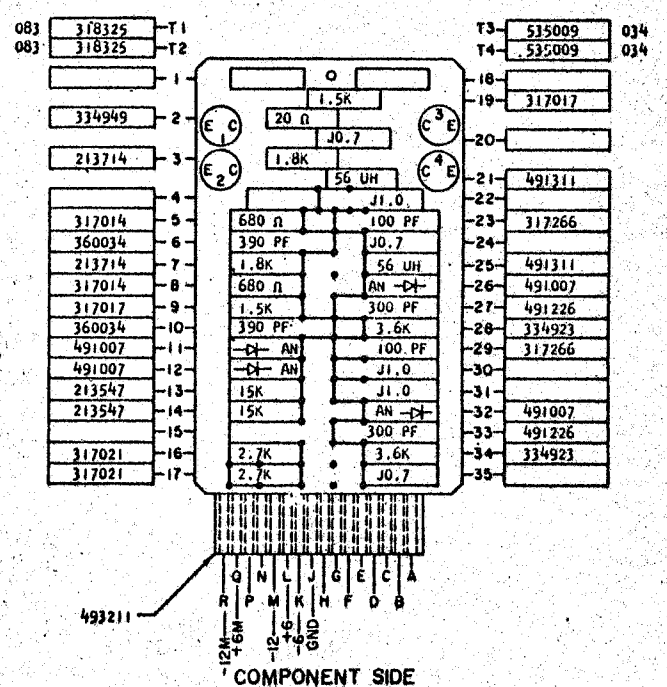 083 318325 T1 T3 535009 034
083 318325 T2 T4 535009 034
1 18
1.5K 19 317017
334949 2 E C 1 20 Ω C 3 E
J0.7 20
213714 3 E C 2 1.8K C 4 E
56 UH 21 491311
4 J1.0 22
317014 5 680 Ω 100 PF 23 317266
360034 6 390 PF J0.7 24
213714 7 1.8K 56 UH 25 491311
317014 8 680 Ω AN 26 491007
317017 9 1.5K 300 PF 27 491226
360034 10 390 PF 3.6K 28 334923
491007 11 AN 100 PF 29 317266
491007 12 AN J1.0 30
213547 13 15K J1.0 31
213547 14 15K AN 32 491007
15 300 PF 33 491226
317021 16 2.7K 3.6K 34 334923
317021 17 2.7K J0.7 35
Q N L J G E C A
R P M K H F D B
493211
-12M +6M -12 +6 -6 GND
COMPONENT SIDE